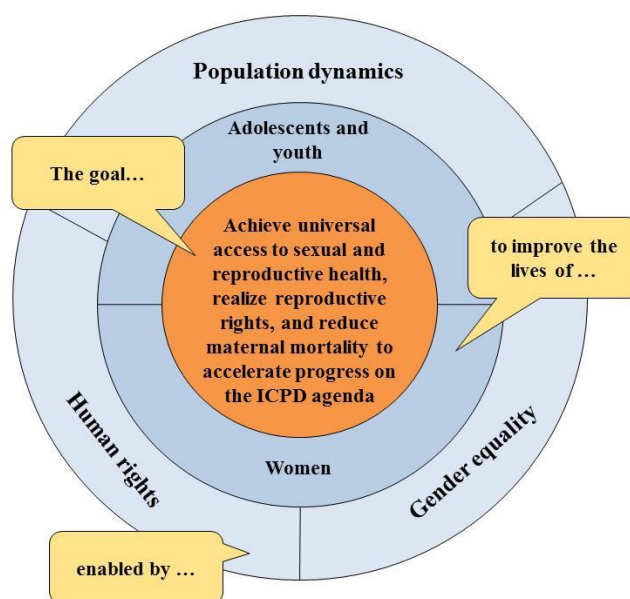 Population dynamics
Adolescents and
youth
The goal…
Achieve universal
access to sexual and
reproductive health,
realize reproductive
rights, and reduce
maternal mortality to
accelerate progress on
the ICPD agenda
to improve the
lives of …
Women
Human rights
Gender equality
enabled by …